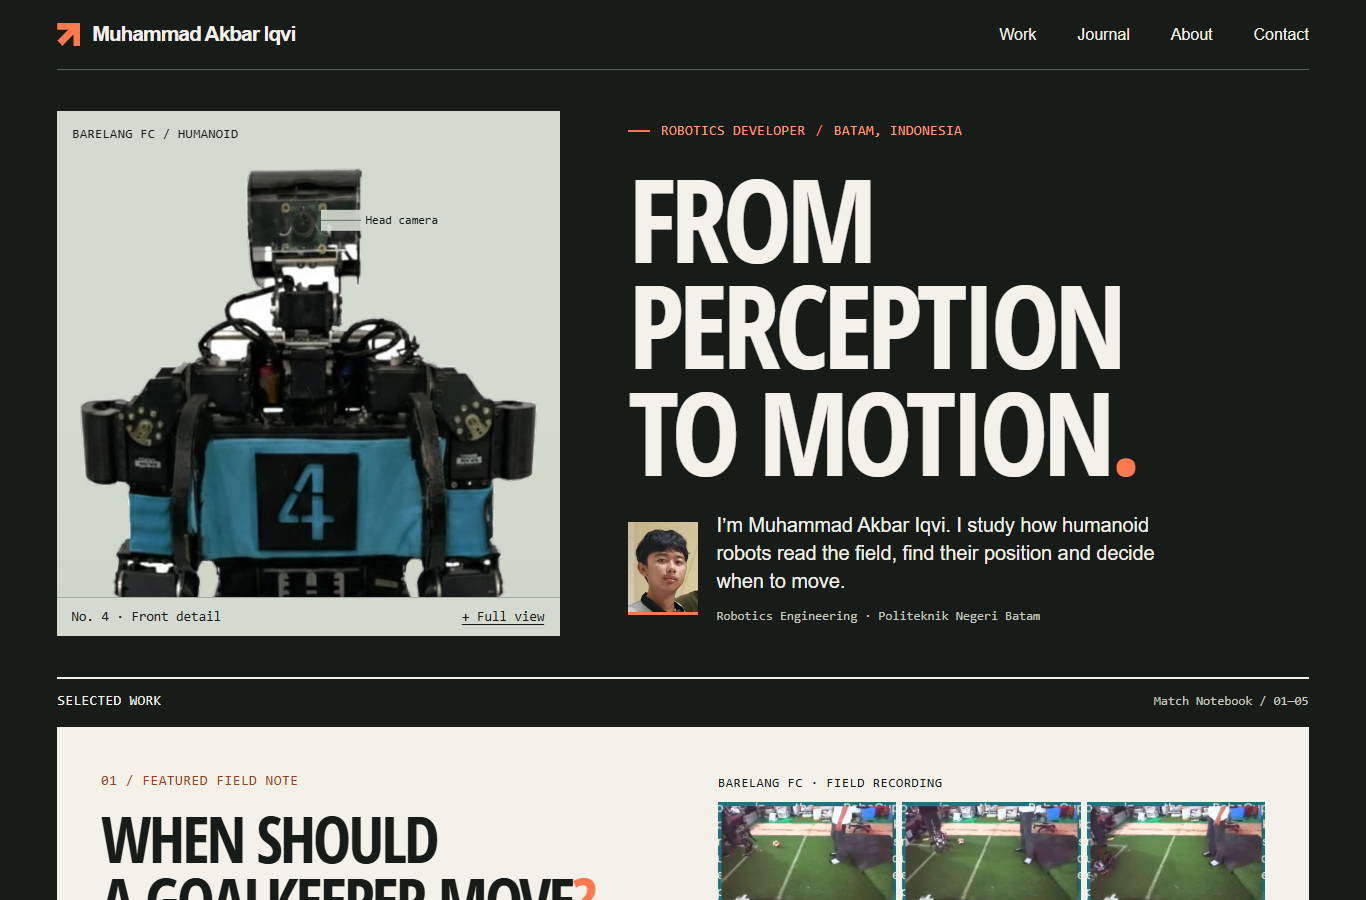 Muhammad Akbar Iqvi
Work
Journal
About
Contact
BARELANG FC / HUMANOID
Head camera
4
No. 4 · Front detail
+ Full view
ROBOTICS DEVELOPER / BATAM, INDONESIA
FROM
PERCEPTION
TO MOTION.
I’m Muhammad Akbar Iqvi. I study how humanoid
robots read the field, find their position and decide
when to move.
Robotics Engineering · Politeknik Negeri Batam
SELECTED WORK
Match Notebook / 01—05
01 / FEATURED FIELD NOTE
WHEN SHOULD
A GOALKEEPER MOVE?
BARELANG FC · FIELD RECORDING